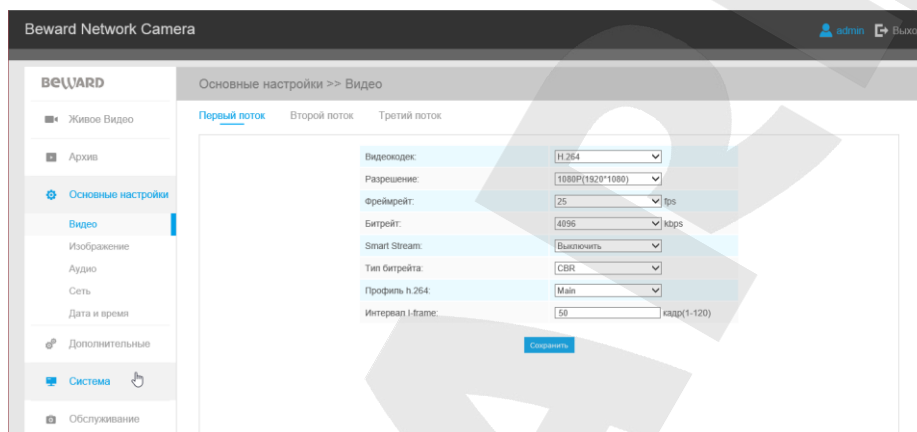 Beward Network Camera
admin Выхо
BEWARD
Основные настройки >> Видео
Живое Видео
Первый поток Второй поток Третий поток
Архив
Видеокодек: H.264
Разрешение: 1080P(1920*1080)
Основные настройки
Фреймрейт: 25 fps
Видео
Битрейт: 4096 kbps
Изображение
Smart Stream: Выключить
Аудио
Тип битрейта: CBR
Сеть
Профиль h.264: Main
Дата и время
Интервал I-frame: 50 кадр(1-120)
Дополнительные
Сохранить
Система
Обслуживание